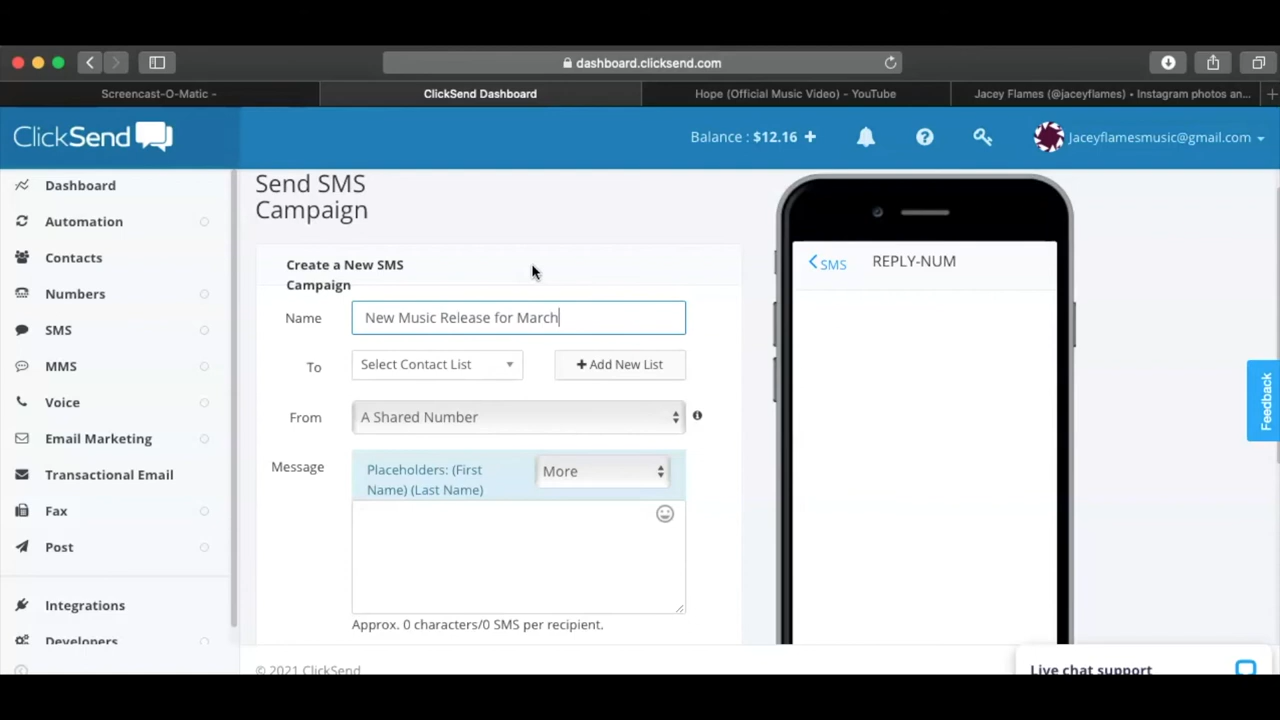 dashboard.clicksend.com
Screencast-O-Matic -
ClickSend Dashboard
Hope (Official Music Video) - YouTube
Jacey Flames (@jaceyflames) • Instagram photos an...
ClickSend
Balance : $12.16 +
Jaceyflamesmusic@gmail.com
Dashboard
Automation
Contacts
Numbers
SMS
MMS
Voice
Email Marketing
Transactional Email
Fax
Post
Integrations
Developers
Send SMS
Campaign
Create a New SMS
Campaign
Name
New Music Release for March
To
Select Contact List
+ Add New List
From
A Shared Number
Message
Placeholders: (First
Name) (Last Name)
More
Approx. 0 characters/0 SMS per recipient.
© 2021 ClickSend
SMS
REPLY-NUM
Feedback
Live chat support